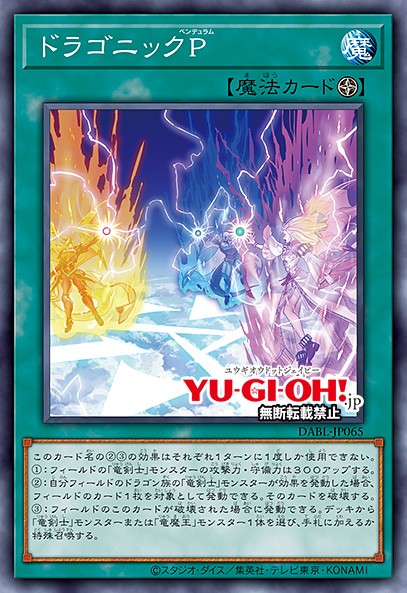 ペンデュラム
ドラゴニックP
魔
まほう
【魔法カード】
ユウギオウドットジェイピー
YU-GI-OH!.jp
無断転載禁止
DABL-JP065
このカード名の②③の効果はそれぞれ1ターンに1度しか使用できない。
①：フィールドの「竜剣士」モンスターの攻撃力・守備力は300アップする。
②：自分フィールドのドラゴン族の「竜剣士」モンスターが効果を発動した場合、
フィールドのカード1枚を対象として発動できる。そのカードを破壊する。
③：フィールドのこのカードが破壊された場合に発動できる。デッキか
ら「竜剣士」モンスターまたは「竜魔王」モンスター1体を選び、手札に加えるか
特殊召喚する。
©スタジオ・ダイス／集英社・テレビ東京・KONAMI